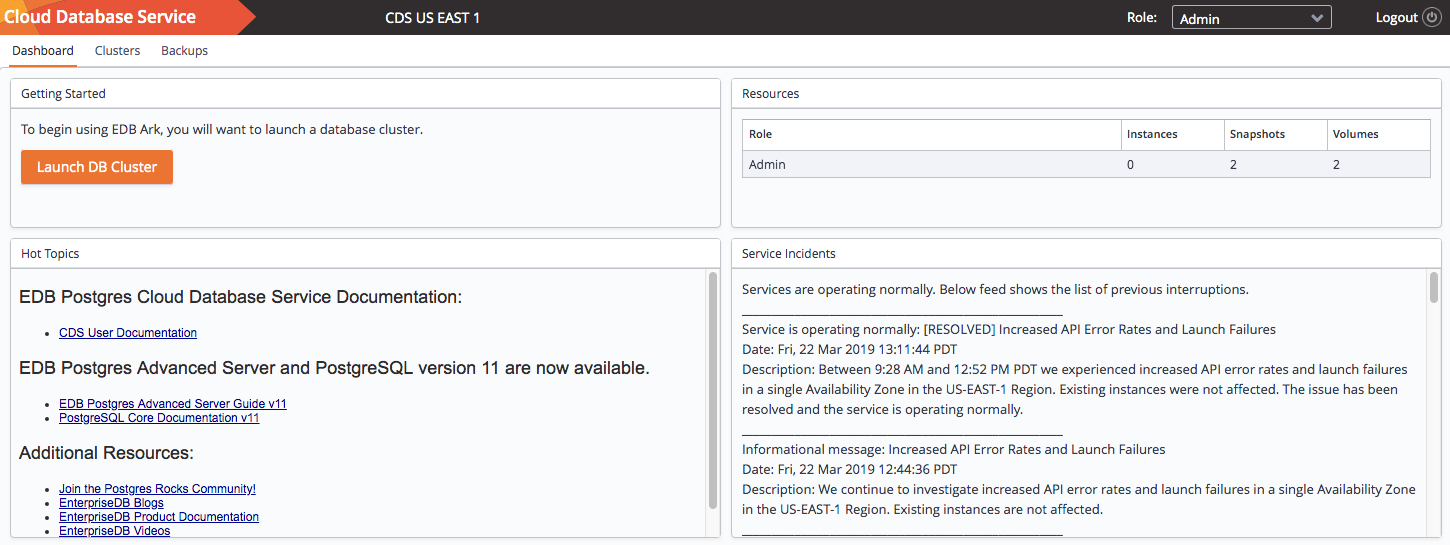 Cloud Database Service
CDS US EAST 1
Role:
Admin
Logout
Dashboard
Clusters
Backups
Getting Started
To begin using EDB Ark, you will want to launch a database cluster.
Launch DB Cluster
Resources
Role Instances Snapshots Volumes
Admin 0 2 2
Hot Topics
EDB Postgres Cloud Database Service Documentation:
CDS User Documentation
EDB Postgres Advanced Server and PostgreSQL version 11 are now available.
EDB Postgres Advanced Server Guide v11
PostgreSQL Core Documentation v11
Additional Resources:
Join the Postgres Rocks Community!
EnterpriseDB Blogs
EnterpriseDB Product Documentation
EnterpriseDB Videos
Service Incidents
Services are operating normally. Below feed shows the list of previous interruptions.
Service is operating normally: [RESOLVED] Increased API Error Rates and Launch Failures
Date: Fri, 22 Mar 2019 13:11:44 PDT
Description: Between 9:28 AM and 12:52 PM PDT we experienced increased API error rates and launch failures
in a single Availability Zone in the US-EAST-1 Region. Existing instances were not affected. The issue has been
resolved and the service is operating normally.
Informational message: Increased API Error Rates and Launch Failures
Date: Fri, 22 Mar 2019 12:44:36 PDT
Description: We continue to investigate increased API error rates and launch failures in a single Availability Zone
in the US-EAST-1 Region. Existing instances are not affected.